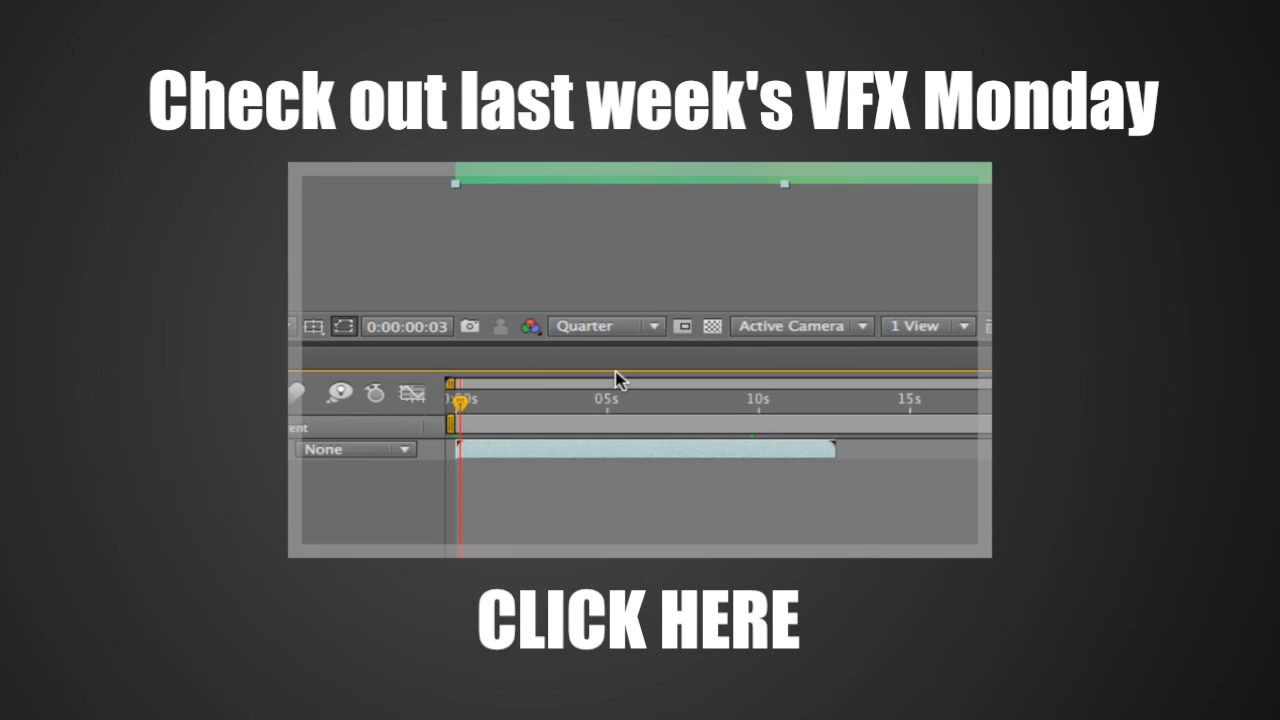 Check out last week's VFX Monday
0:00:00:03 Quarter Active Camera 1 View
05s 10s 15s
ent
None
CLICK HERE